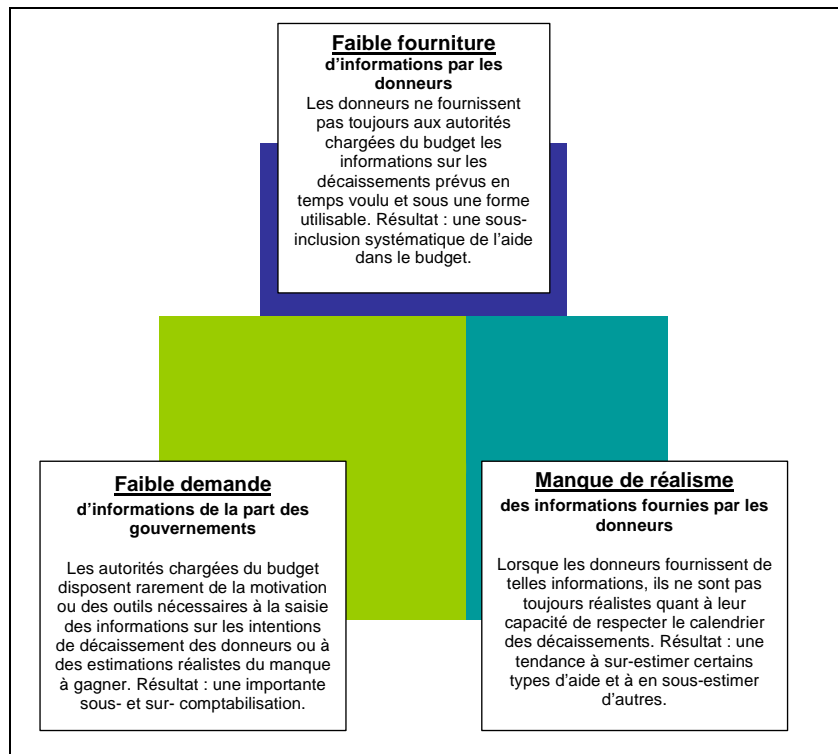 Faible fourniture
d'informations par les
donneurs
Les donneurs ne fournissent
pas toujours aux autorités
chargées du budget les
informations sur les
décaissements prévus en
temps voulu et sous une forme
utilisable. Résultat : une sous-
inclusion systématique de l'aide
dans le budget.
Faible demande
d'informations de la part des
gouvernements
Les autorités chargées du budget
disposent rarement de la motivation
ou des outils nécessaires à la saisie
des informations sur les intentions
de décaissement des donneurs ou à
des estimations réalistes du manque
à gagner. Résultat : une importante
sous- et sur- comptabilisation.
Manque de réalisme
des informations fournies par les
donneurs
Lorsque les donneurs fournissent de
telles informations, ils ne sont pas
toujours réalistes quant à leur
capacité de respecter le calendrier
des décaissements. Résultat : une
tendance à sur-estimer certains
types d'aide et à en sous-estimer
d'autres.